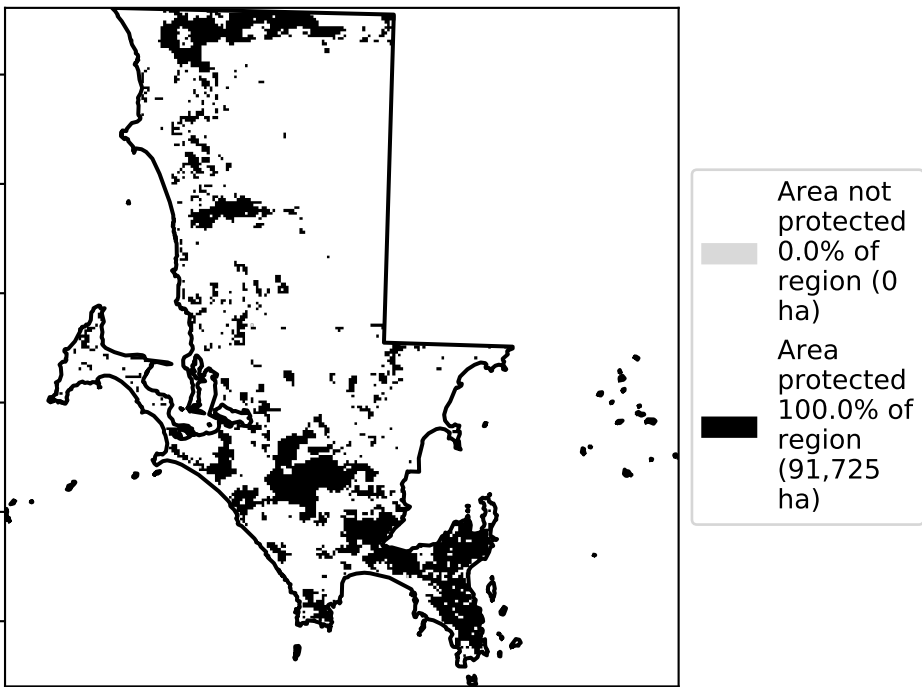 Area not
protected
0.0% of
region (0
ha)
Area
protected
100.0% of
region
(91,725
ha)